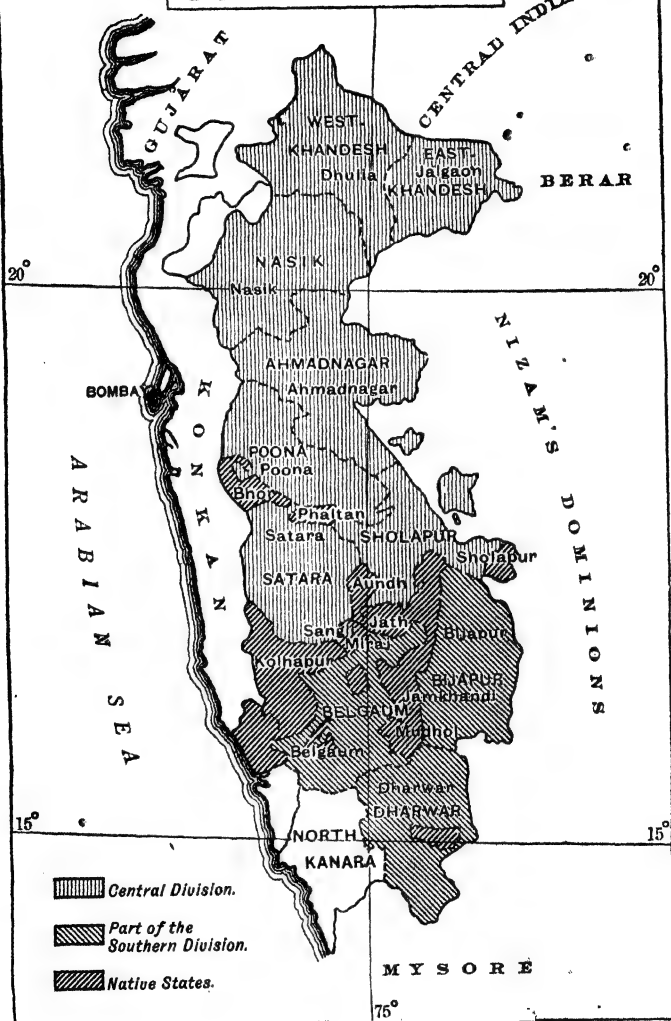 CENTRAL INDIA
GUJARAT
WEST-
KHANDESH
Dhulia
EAST-
Jalgaon
KHANDESH
BERAR
NASIK
Nasik
20°
20°
AHMADNAGAR
Ahmadnagar
BOMBA
KONKAN
NIZAM'S DOMINIONS
POONA
Poona
Bhor
Phaltan
Satara
SHOLAPUR
Sholapur
SATARA
Aundh
ARABIAN SEA
Jath
Sangli
Miraj
Bijapur
Kolhapur
BIJAPUR
Jamkhandi
BELGAUM
Mudhol
Belgaum
Dharwar
DHARWAR
15°
15°
NORTH
KANARA
Central Division.
Part of the
Southern Division.
Native States.
MYSORE
75°